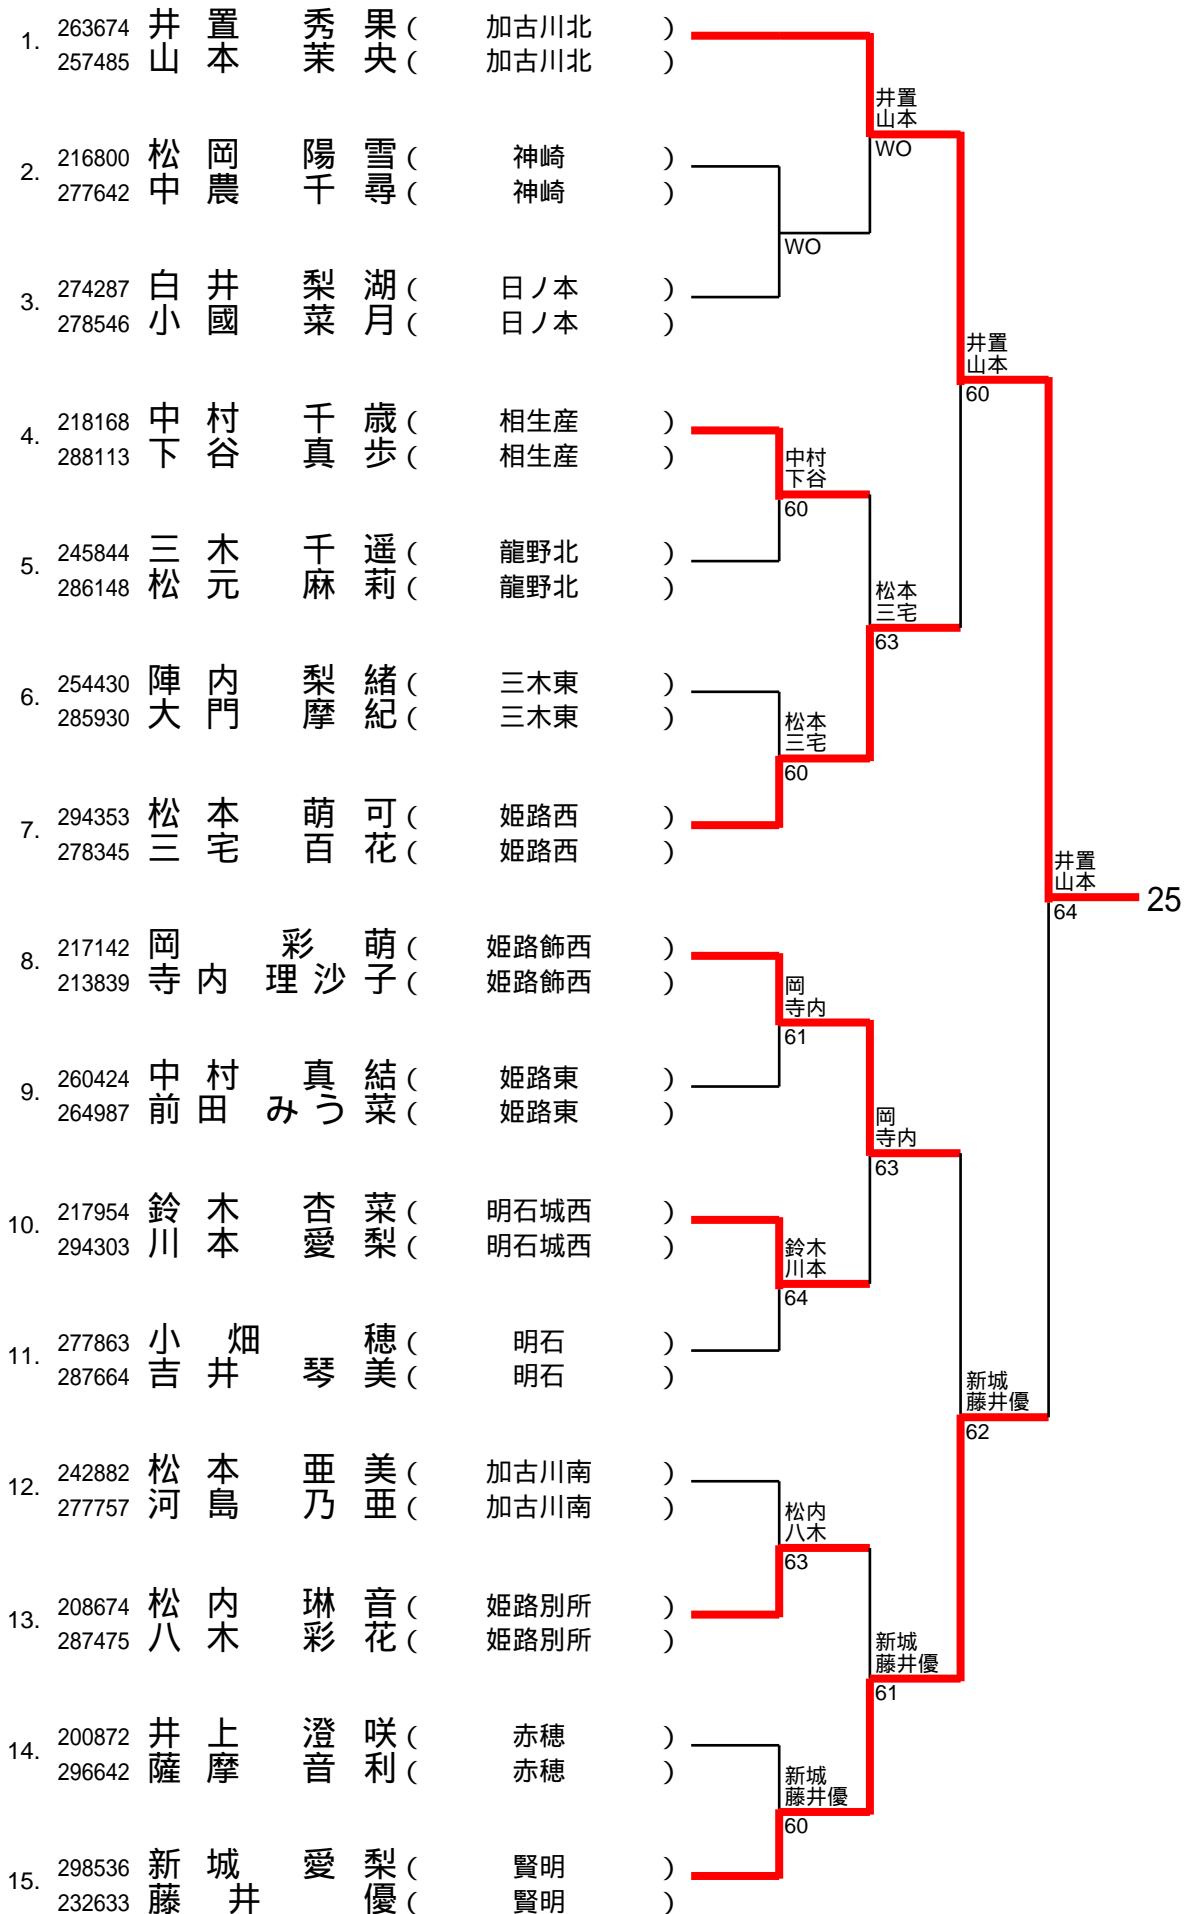 1. 263674 井置 秀果 ( 加古川北 )
257485 山本 茉央 ( 加古川北 )
井置
山本
WO
2. 216800 松岡 陽雪 ( 神崎 )
277642 中農 千尋 ( 神崎 )
WO
3. 274287 白井 梨湖 ( 日ノ本 )
278546 小國 菜月 ( 日ノ本 )
井置
山本
60
4. 218168 中村 千歳 ( 相生産 )
288113 下谷 真歩 ( 相生産 )
中村
下谷
60
5. 245844 三木 千遥 ( 龍野北 )
286148 松元 麻莉 ( 龍野北 )
松本
三宅
63
6. 254430 陣内 梨緒 ( 三木東 )
285930 大門 摩紀 ( 三木東 )
松本
三宅
60
7. 294353 松本 萌可 ( 姫路西 )
278345 三宅 百花 ( 姫路西 )
井置
山本
64
25
8. 217142 岡 彩萌 ( 姫路飾西 )
213839 寺内 理沙子 ( 姫路飾西 )
岡
寺内
61
9. 260424 中村 真結 ( 姫路東 )
264987 前田 みう菜 ( 姫路東 )
岡
寺内
63
10. 217954 鈴木 杏菜 ( 明石城西 )
294303 川本 愛梨 ( 明石城西 )
鈴木
川本
64
11. 277863 小畑 穂 ( 明石 )
287664 吉井 琴美 ( 明石 )
新城
藤井優
62
12. 242882 松本 亜美 ( 加古川南 )
277757 河島 乃亜 ( 加古川南 )
松内
八木
63
13. 208674 松内 琳音 ( 姫路別所 )
287475 八木 彩花 ( 姫路別所 )
新城
藤井優
61
14. 200872 井上 澄咲 ( 赤穂 )
296642 薩摩 音利 ( 赤穂 )
新城
藤井優
60
15. 298536 新城 愛梨 ( 賢明 )
232633 藤井 優 ( 賢明 )